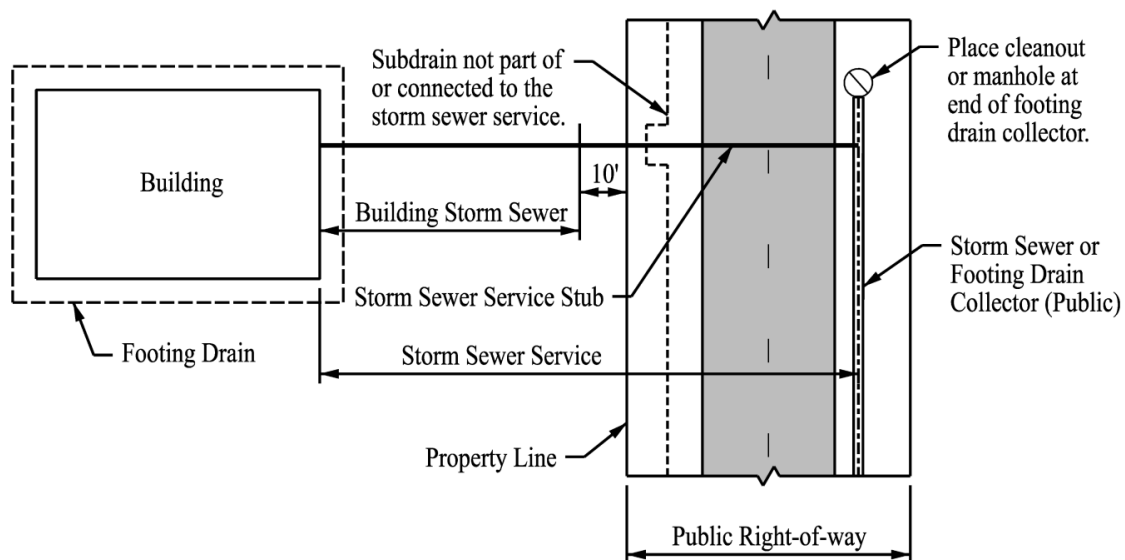 Subdrain not part of
or connected to the
storm sewer service.
Place cleanout
or manhole at
end of footing
drain collector.
Building
10'
Building Storm Sewer
Storm Sewer or
Footing Drain
Collector (Public)
Storm Sewer Service Stub
Footing Drain
Storm Sewer Service
Property Line
Public Right-of-way